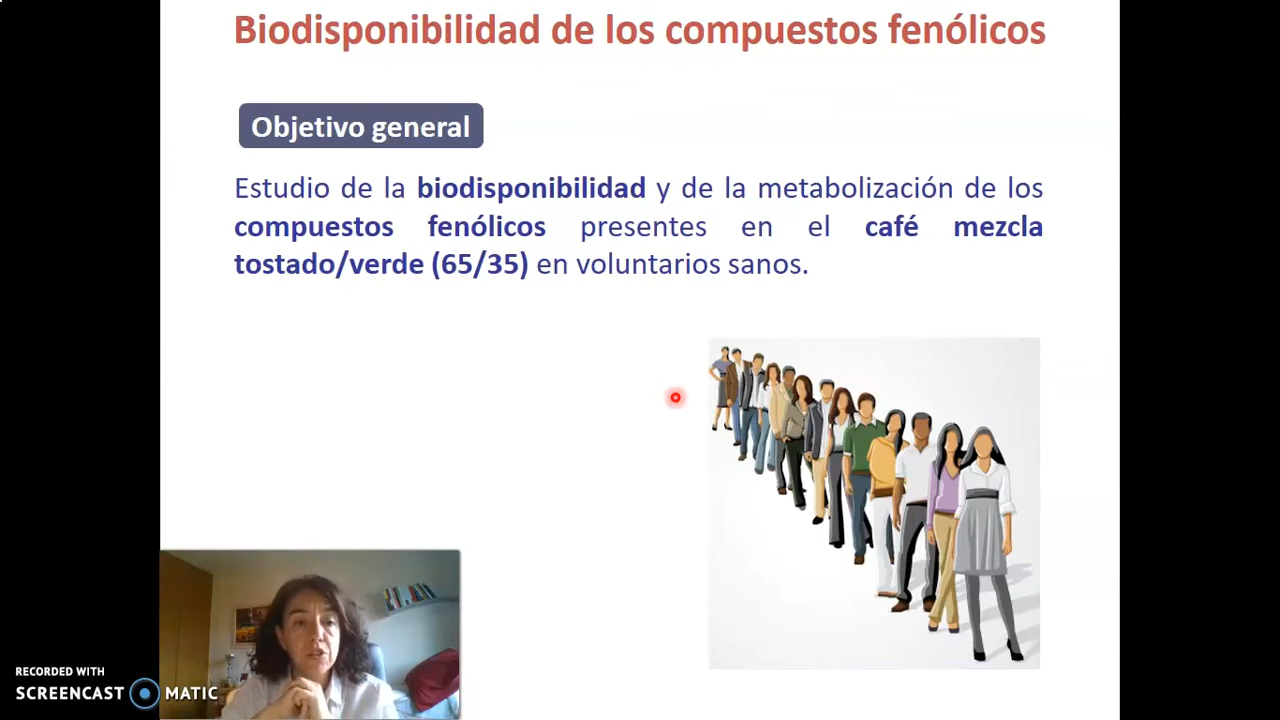 Biodisponibilidad de los compuestos fenólicos
Objetivo general
Estudio de la biodisponibilidad y de la metabolización de los
compuestos fenólicos presentes en el café mezcla
tostado/verde (65/35) en voluntarios sanos.
RECORDED WITH
SCREENCAST MATIC